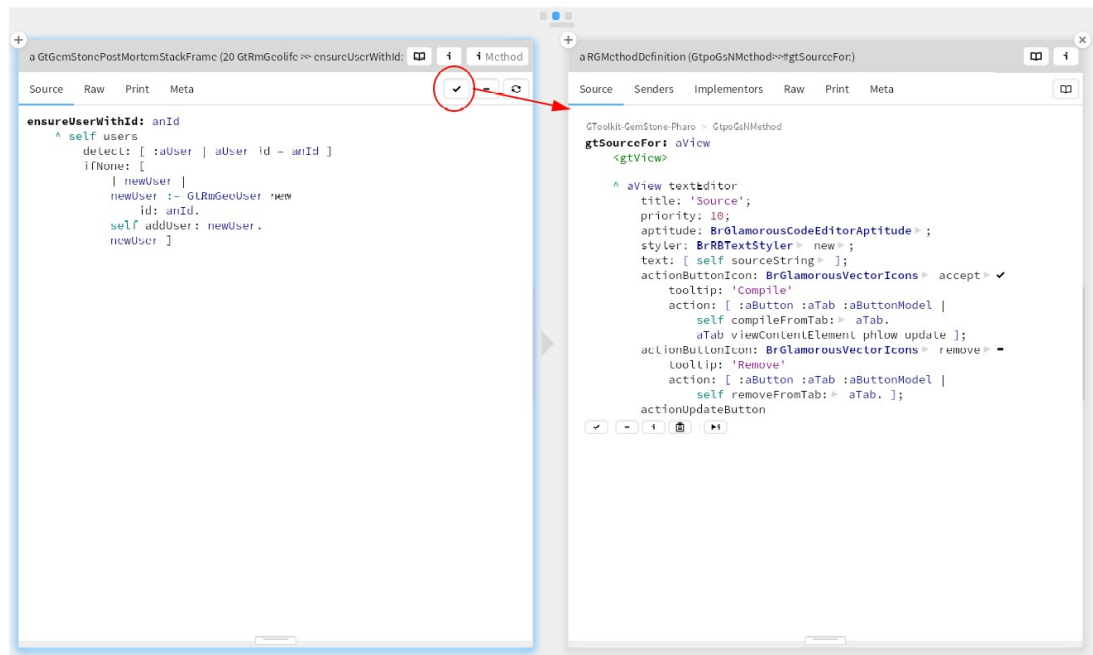 a GtGemStonePostMortemStackFrame (20 GtRmGeolife >> ensureUserWithId:
i
i Method
Source Raw Print Meta
ensureUserWithId: anId
^ self users
detect: [ :aUser | aUser id = anId ]
ifNone: [
| newUser |
newUser := GtRmGeoUser new
id: anId.
self addUser: newUser.
newUser ]
a RGMethodDefinition (GtpoGsNMethod>>#gtSourceFor:)
i
Source Senders Implementors Raw Print Meta
GToolkit-GemStone-Pharo > GtpoGsNMethod
gtSourceFor: aView
<gtView>
^ aView textEditor
title: 'Source';
priority: 10;
aptitude: BrGlamorousCodeEditorAptitude ;
styler: BrRBTextStyler new ;
text: [ self sourceString ];
actionButtonIcon: BrGlamorousVectorIcons accept
tooltip: 'Compile'
action: [ :aButton :aTab :aButtonModel |
self compileFromTab: aTab.
aTab viewContentElement phlow update ];
actionButtonIcon: BrGlamorousVectorIcons remove
tooltip: 'Remove'
action: [ :aButton :aTab :aButtonModel |
self removeFromTab: aTab. ];
actionUpdateButton
i
i